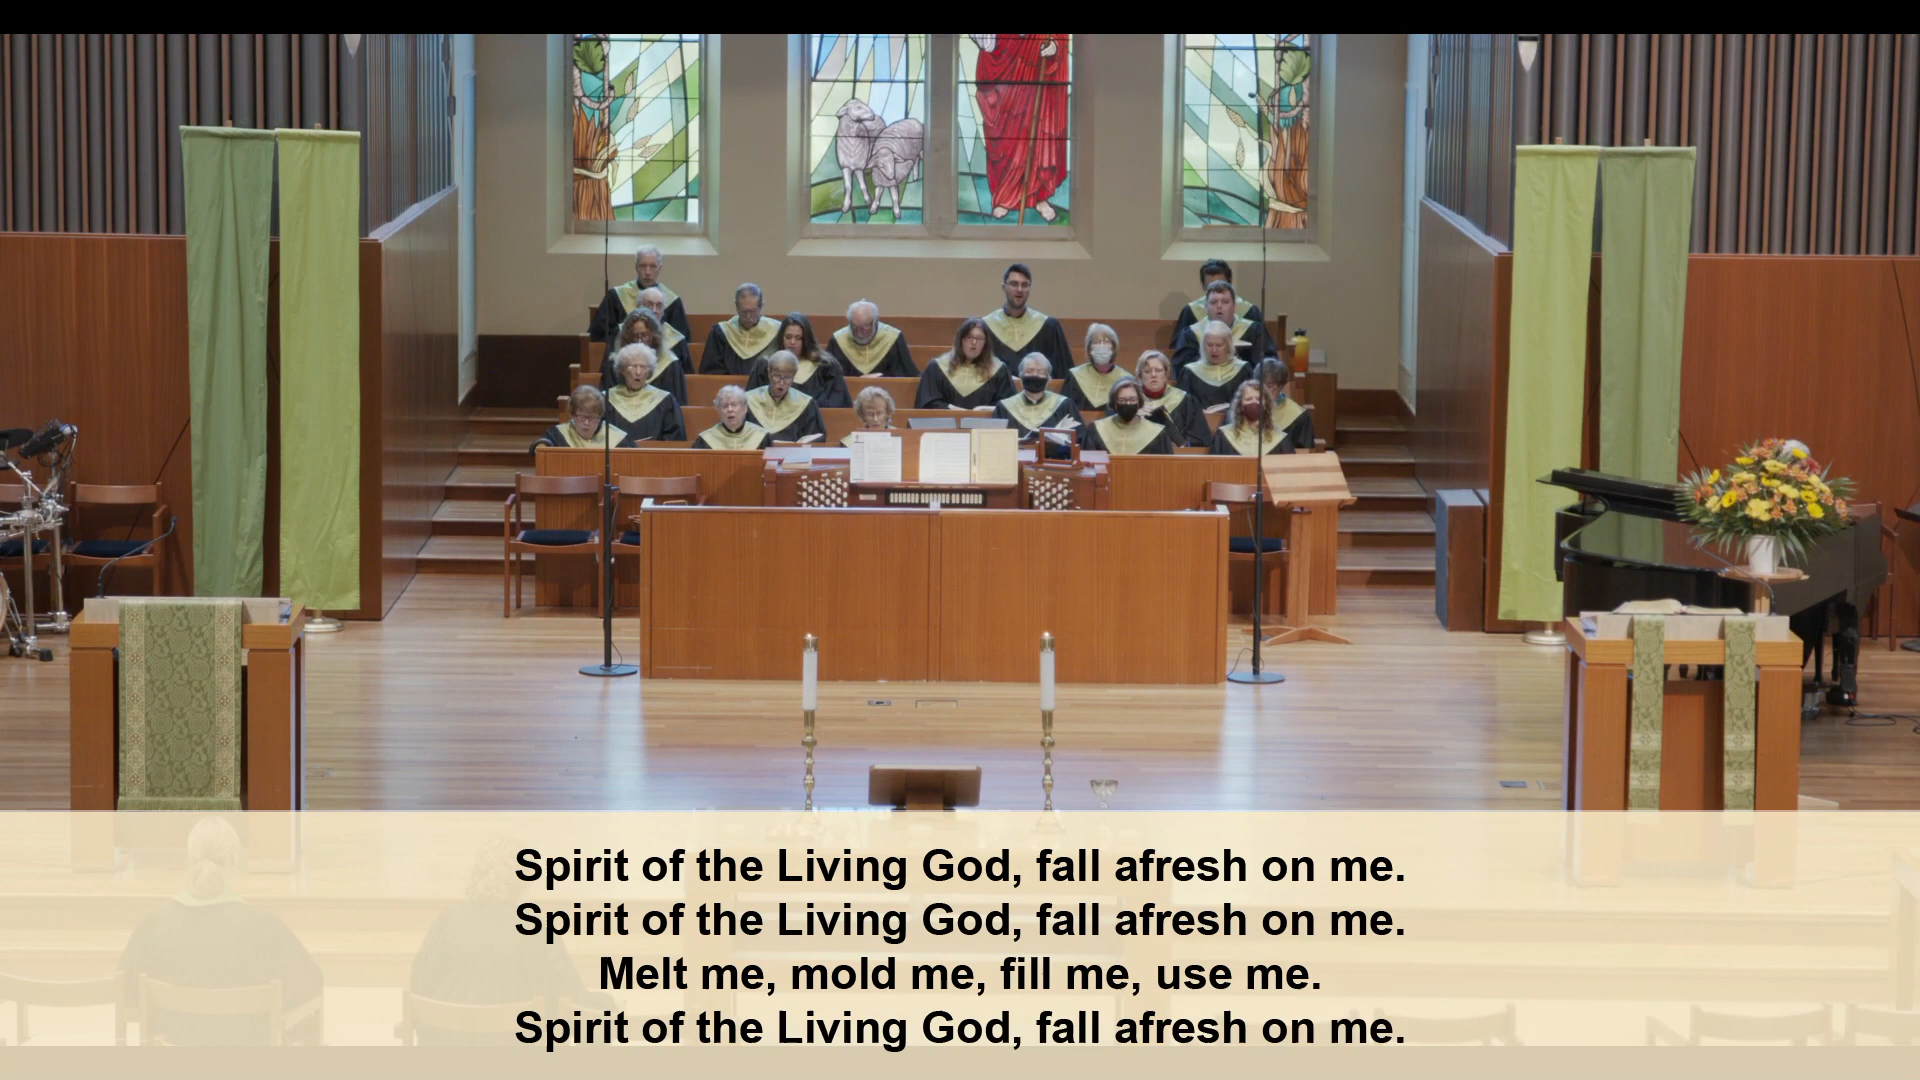 Spirit of the Living God, fall afresh on me.
Spirit of the Living God, fall afresh on me.
Melt me, mold me, fill me, use me.
Spirit of the Living God, fall afresh on me.